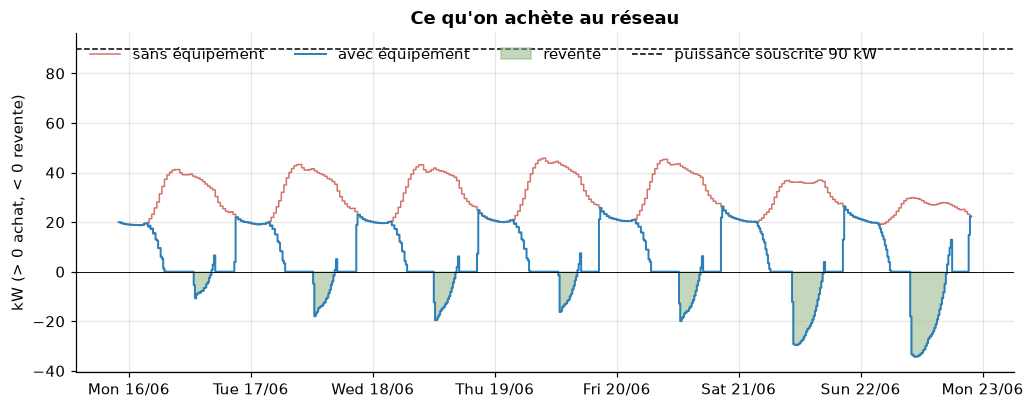 Ce qu'on achète au réseau
sans équipement avec équipement revente puissance souscrite 90 kW
kW (> 0 achat, < 0 revente)
80
60
40
20
0
−20
−40
Mon 16/06 Tue 17/06 Wed 18/06 Thu 19/06 Fri 20/06 Sat 21/06 Sun 22/06 Mon 23/06